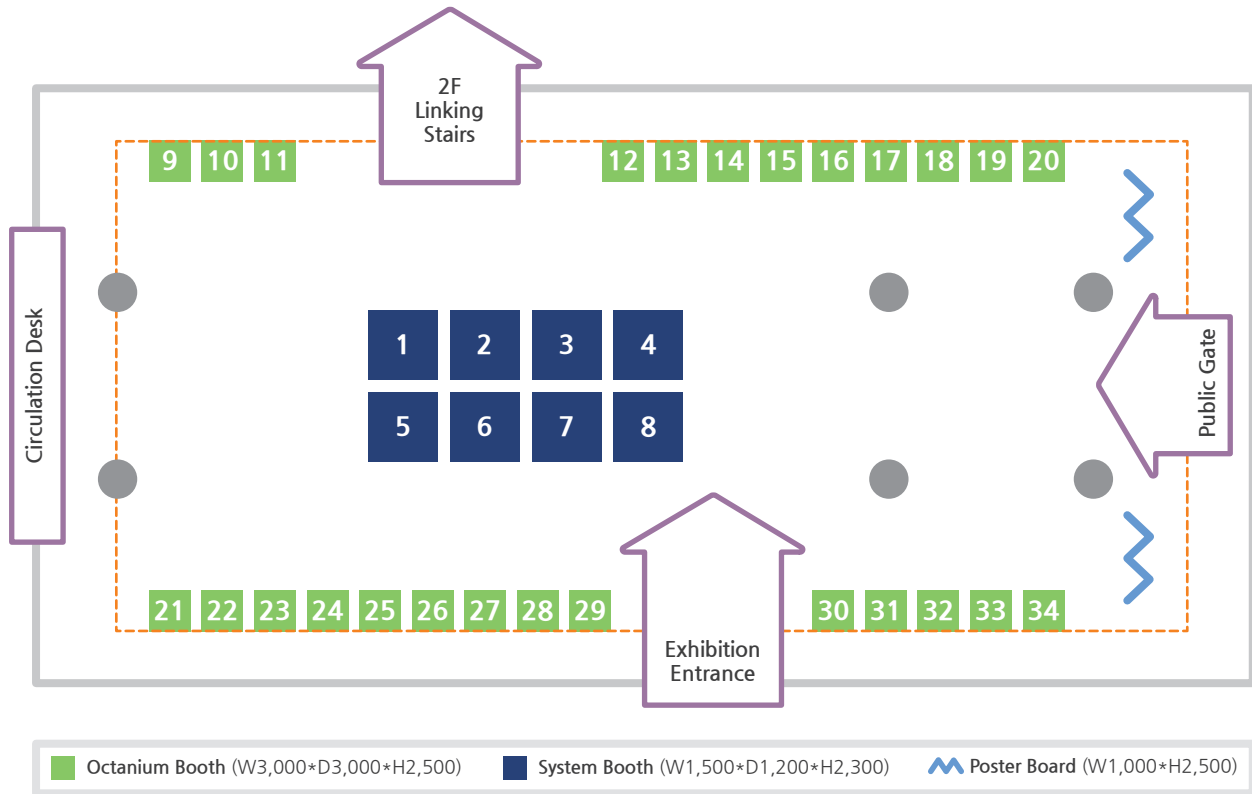 2F
Linking
Stairs
9 10 11 12 13 14 15 16 17 18 19 20
Circulation Desk
1 2 3 4
5 6 7 8
Public Gate
21 22 23 24 25 26 27 28 29 30 31 32 33 34
Exhibition
Entrance
Octanium Booth (W3,000*D3,000*H2,500) System Booth (W1,500*D1,200*H2,300) Poster Board (W1,000*H2,500)